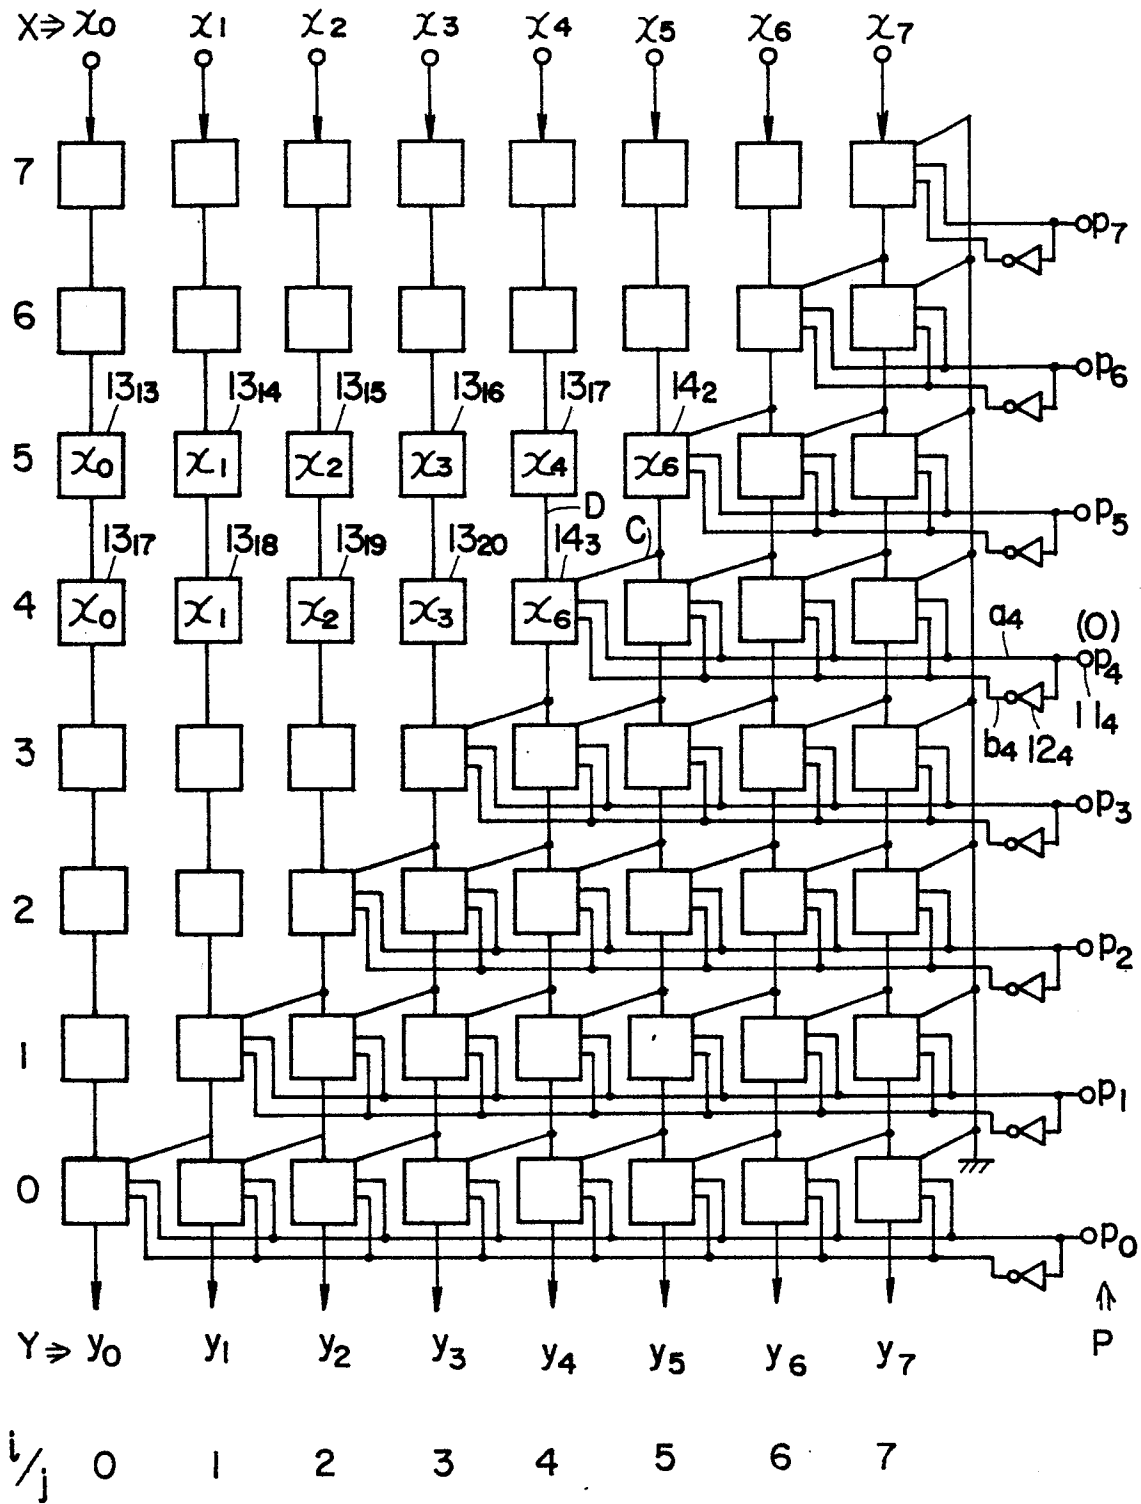 X⇒ x0 x1 x2 x3 x4 x5 x6 x7
7
p7
6
p6
13₁₃ 13₁₄ 13₁₅ 13₁₆ 13₁₇ 14₂
5 x0 x1 x2 x3 x4 x6
D
p5
13₁₇ 13₁₈ 13₁₉ 13₂₀ 14₃ C
4 x0 x1 x2 x3 x6
a4 (0)
p4
11₄
b4 12₄
3
p3
2
p2
1
p1
0
p0
Y⇒ y0 y1 y2 y3 y4 y5 y6 y7
⇑
P
i/j 0 1 2 3 4 5 6 7